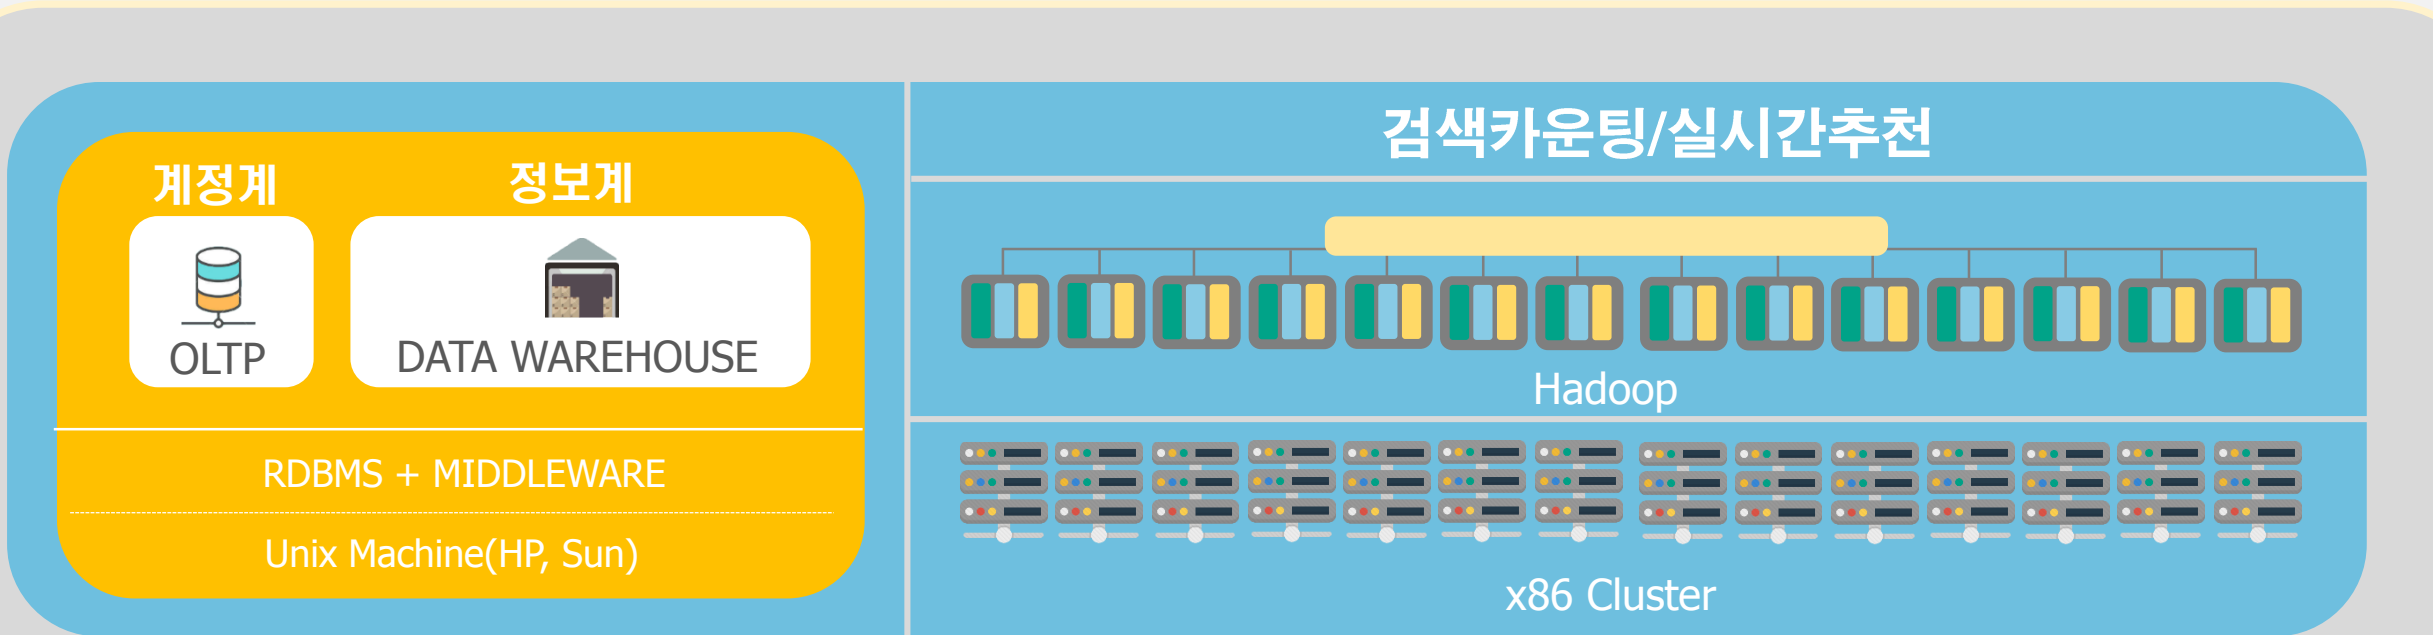 계정계
정보계
OLTP
DATA WAREHOUSE
RDBMS + MIDDLEWARE
Unix Machine(HP, Sun)
검색카운팅/실시간추천
Hadoop
x86 Cluster